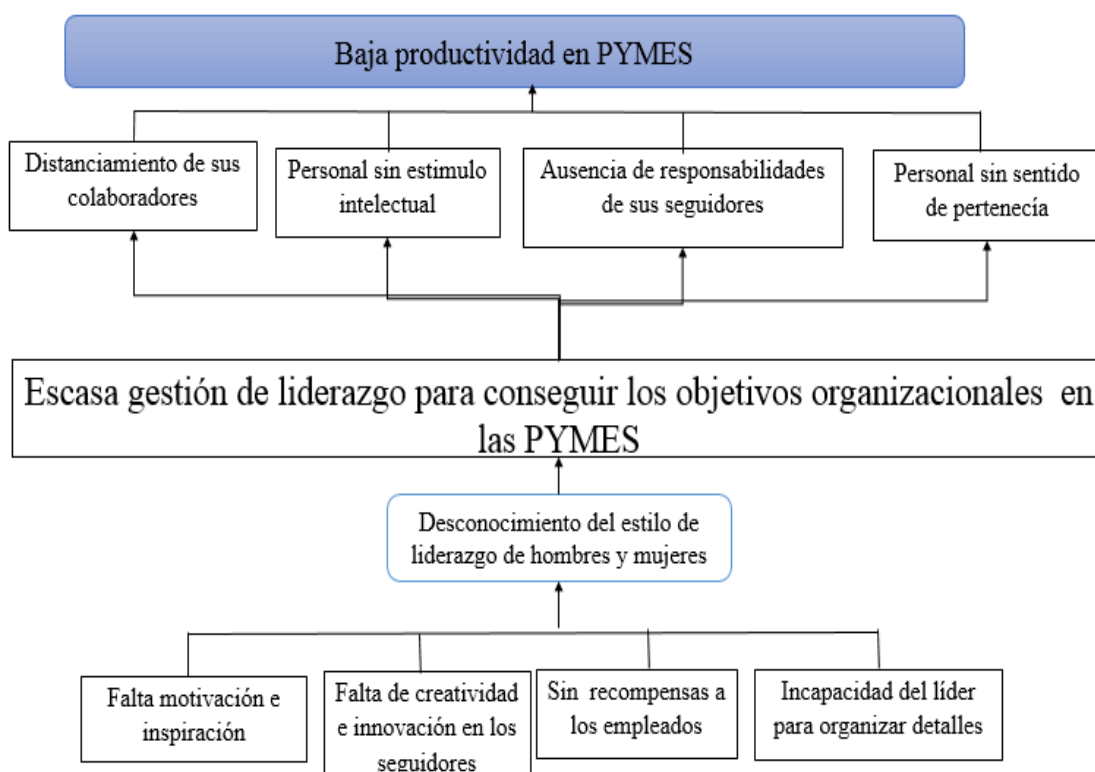 Baja productividad en PYMES
Distanciamiento de sus
colaboradores
Personal sin estimulo
intelectual
Ausencia de responsabilidades
de sus seguidores
Personal sin sentido
de pertenecía
Escasa gestión de liderazgo para conseguir los objetivos organizacionales en
las PYMES
Desconocimiento del estilo de
liderazgo de hombres y mujeres
Falta motivación e
inspiración
Falta de creatividad
e innovación en los
seguidores
Sin recompensas a
los empleados
Incapacidad del líder
para organizar detalles